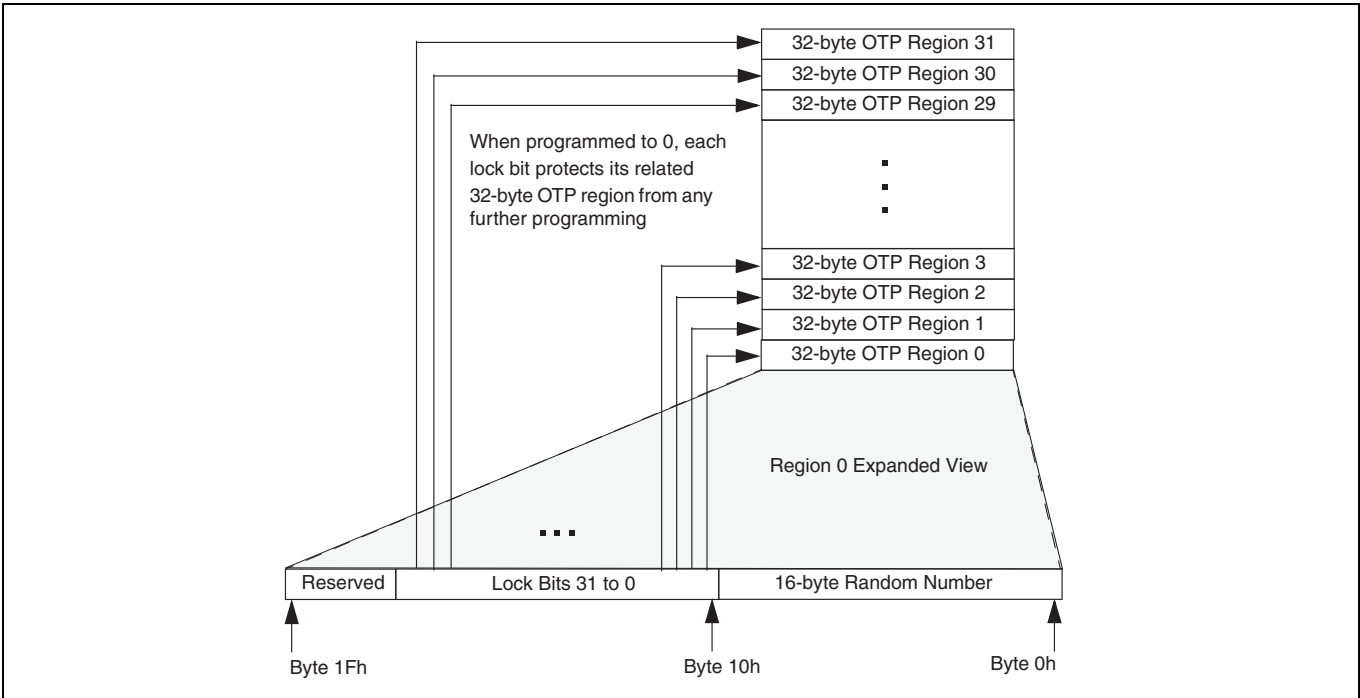 32-byte OTP Region 31
32-byte OTP Region 30
32-byte OTP Region 29
When programmed to 0, each
lock bit protects its related
32-byte OTP region from any
further programming
32-byte OTP Region 3
32-byte OTP Region 2
32-byte OTP Region 1
32-byte OTP Region 0
Region 0 Expanded View
Reserved
Lock Bits 31 to 0
16-byte Random Number
Byte 1Fh
Byte 10h
Byte 0h